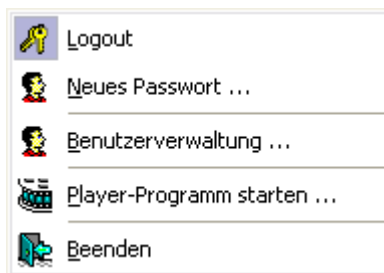 Logout
Neues Passwort ...
Benutzerverwaltung ...
Player-Programm starten ...
Beenden